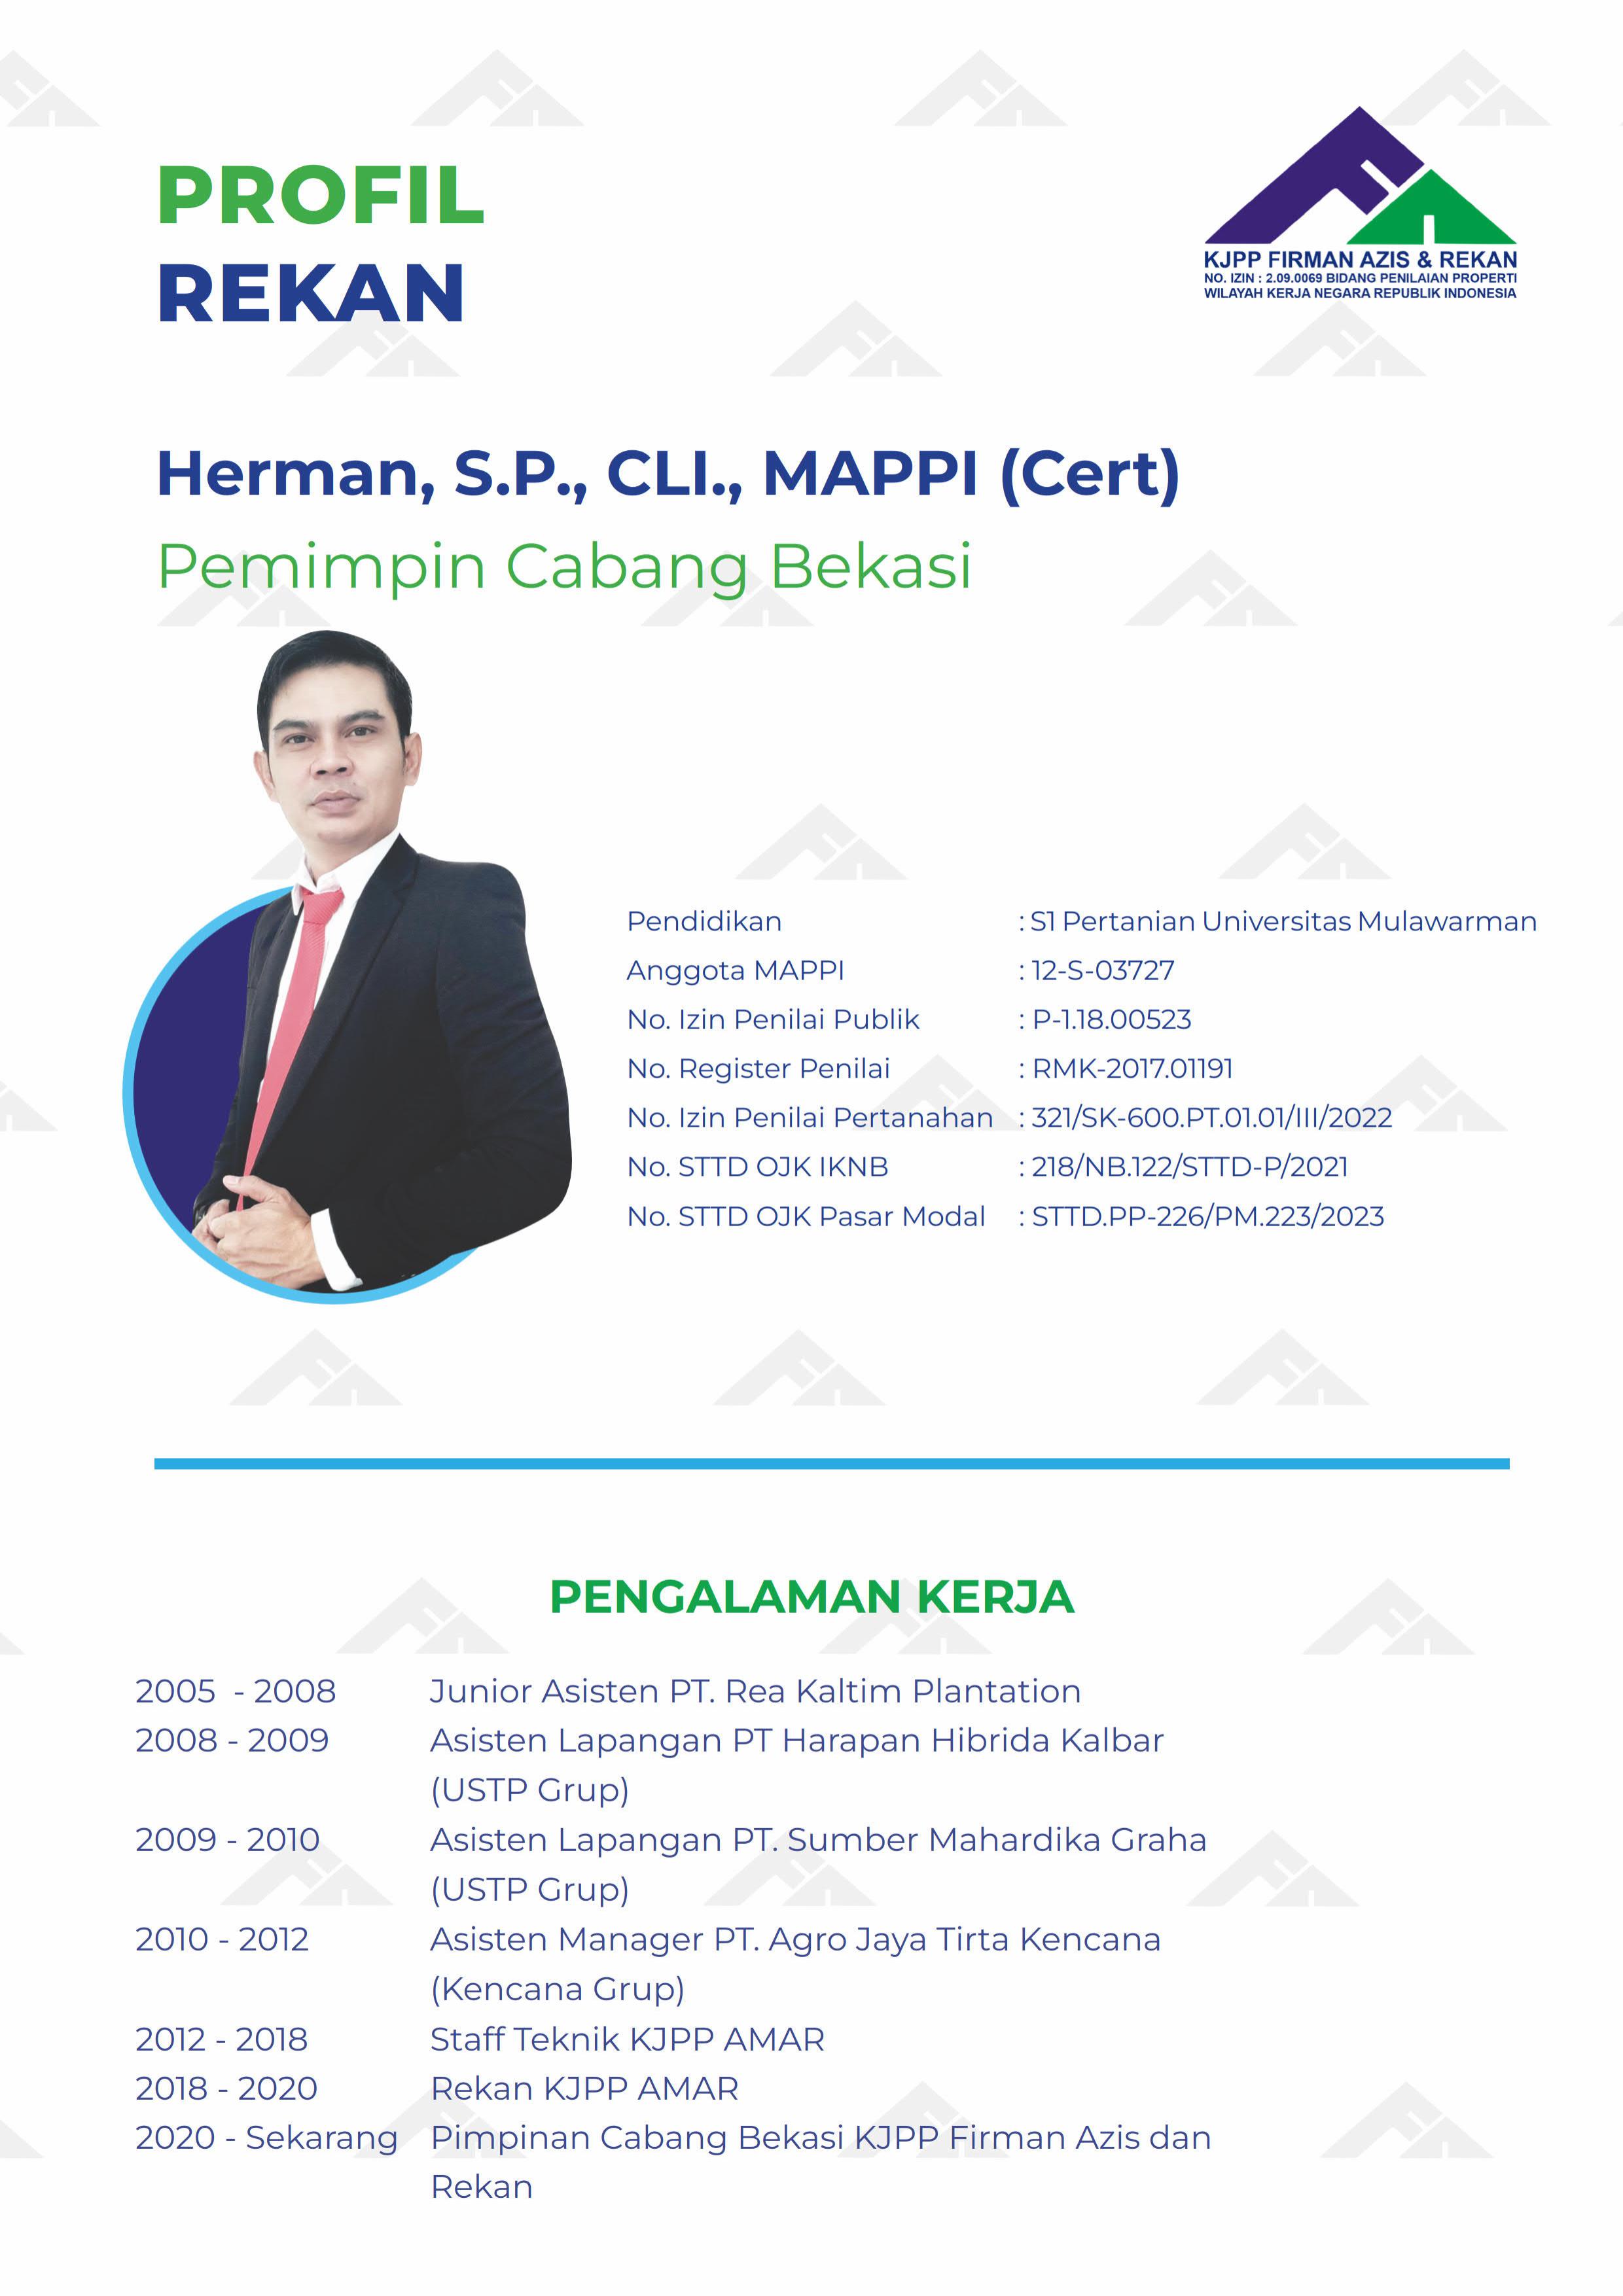 PROFIL
REKAN
KJPP FIRMAN AZIS & REKAN
NO. IZIN : 2.09.0069 BIDANG PENILAIAN PROPERTI
WILAYAH KERJA NEGARA REPUBLIK INDONESIA
Herman, S.P., CLI., MAPPI (Cert)
Pemimpin Cabang Bekasi
Pendidikan : S1 Pertanian Universitas Mulawarman
Anggota MAPPI : 12-S-03727
No. Izin Penilai Publik : P-1.18.00523
No. Register Penilai : RMK-2017.01191
No. Izin Penilai Pertanahan : 321/SK-600.PT.01.01/III/2022
No. STTD OJK IKNB : 218/NB.122/STTD-P/2021
No. STTD OJK Pasar Modal : STTD.PP-226/PM.223/2023
PENGALAMAN KERJA
2005 - 2008 Junior Asisten PT. Rea Kaltim Plantation
2008 - 2009 Asisten Lapangan PT Harapan Hibrida Kalbar
(USTP Grup)
2009 - 2010 Asisten Lapangan PT. Sumber Mahardika Graha
(USTP Grup)
2010 - 2012 Asisten Manager PT. Agro Jaya Tirta Kencana
(Kencana Grup)
2012 - 2018 Staff Teknik KJPP AMAR
2018 - 2020 Rekan KJPP AMAR
2020 - Sekarang Pimpinan Cabang Bekasi KJPP Firman Azis dan
Rekan